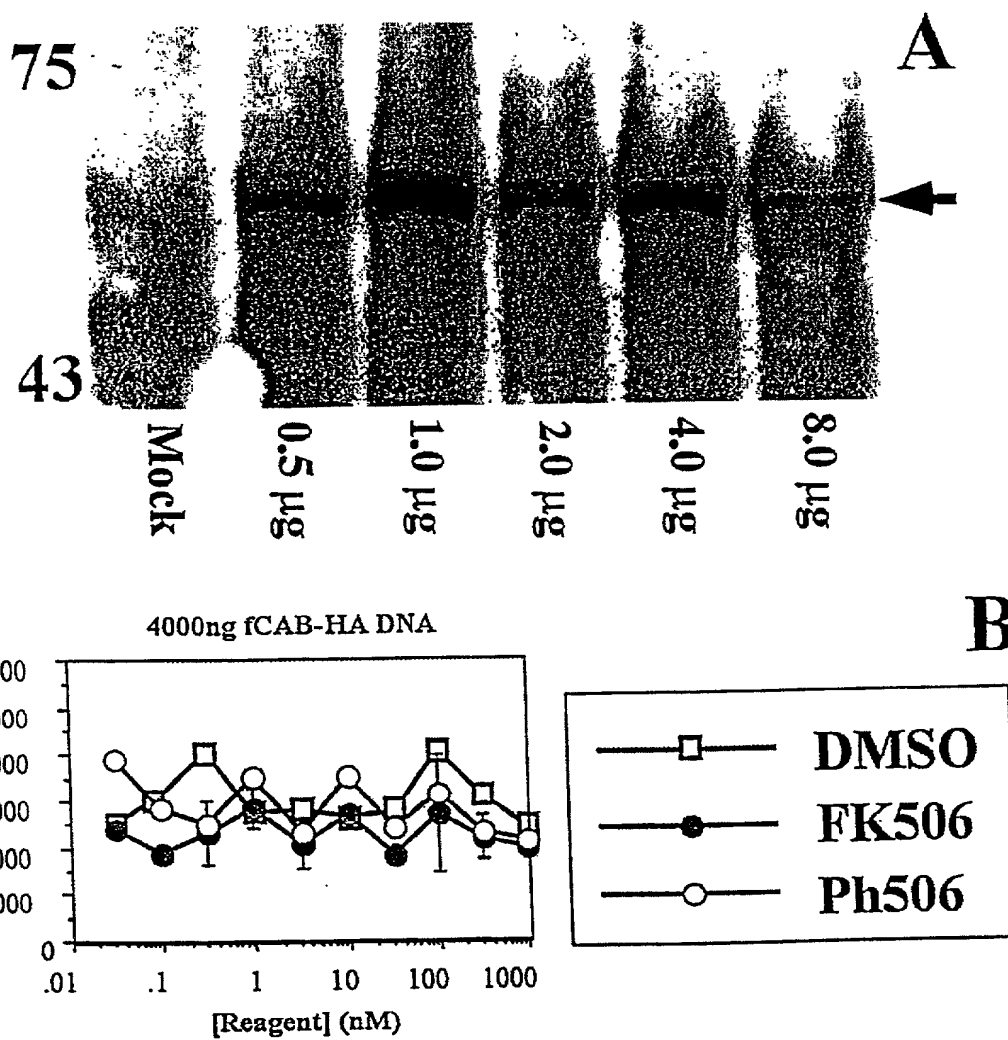 75
A
43
Mock
0.5 µg
1.0 µg
2.0 µg
4.0 µg
8.0 µg
B
4000ng fCAB-HA DNA
0
.01 .1 1 10 100 1000
[Reagent] (nM)
DMSO
FK506
Ph506